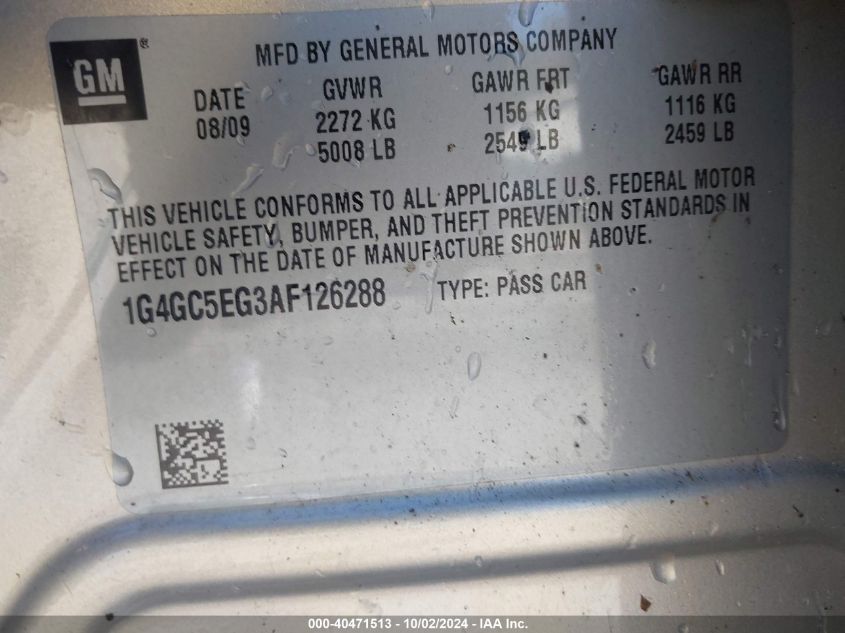 GM ®
MFD BY GENERAL MOTORS COMPANY
DATE GVWR GAWR FRT GAWR RR
08/09 2272 KG 1156 KG 1116 KG
5008 LB 2549 LB 2459 LB
THIS VEHICLE CONFORMS TO ALL APPLICABLE U.S. FEDERAL MOTOR
VEHICLE SAFETY, BUMPER, AND THEFT PREVENTION STANDARDS IN
EFFECT ON THE DATE OF MANUFACTURE SHOWN ABOVE.
1G4GC5EG3AF126288 TYPE: PASS CAR
000-40471513 - 10/02/2024 - IAA Inc.